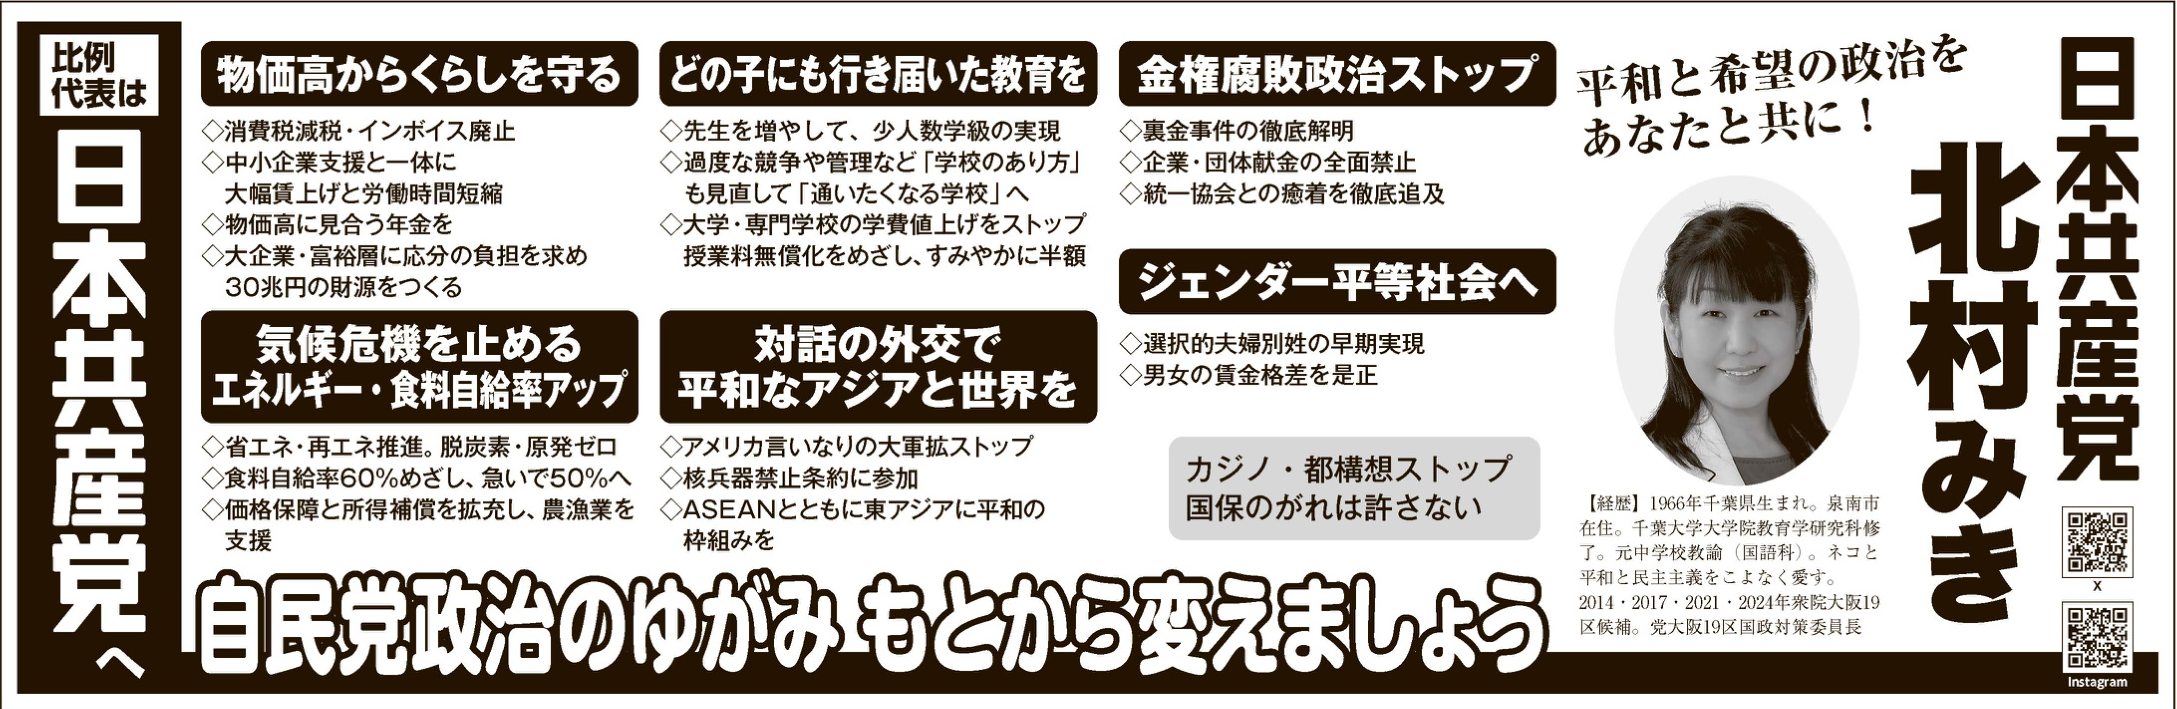 日本共産党
北村みき
平和と希望の政治を
あなたと共に！
【経歴】1966年千葉県生まれ。泉南市
在住。千葉大学大学院教育学研究科修
了。元中学校教諭（国語科）。ネコと
平和と民主主義をこよなく愛す。
2014・2017・2021・2024年衆院大阪19
区候補。党大阪19区国政対策委員長
X
Instagram
金権腐敗政治ストップ
◇裏金事件の徹底解明
◇企業・団体献金の全面禁止
◇統一協会との癒着を徹底追及
ジェンダー平等社会へ
◇選択的夫婦別姓の早期実現
◇男女の賃金格差を是正
カジノ・都構想ストップ
国保のがれは許さない
どの子にも行き届いた教育を
◇先生を増やして、少人数学級の実現
◇過度な競争や管理など「学校のあり方」
も見直して「通いたくなる学校」へ
◇大学・専門学校の学費値上げをストップ
授業料無償化をめざし、すみやかに半額
対話の外交で
平和なアジアと世界を
◇アメリカ言いなりの大軍拡ストップ
◇核兵器禁止条約に参加
◇ASEANとともに東アジアに平和の
枠組みを
物価高からくらしを守る
◇消費税減税・インボイス廃止
◇中小企業支援と一体に
大幅賃上げと労働時間短縮
◇物価高に見合う年金を
◇大企業・富裕層に応分の負担を求め
30兆円の財源をつくる
気候危機を止める
エネルギー・食料自給率アップ
◇省エネ・再エネ推進。脱炭素・原発ゼロ
◇食料自給率60%めざし、急いで50%へ
◇価格保障と所得補償を拡充し、農漁業を
支援
自民党政治のゆがみ もとから変えましょう
比例
代表は
日本共産党へ